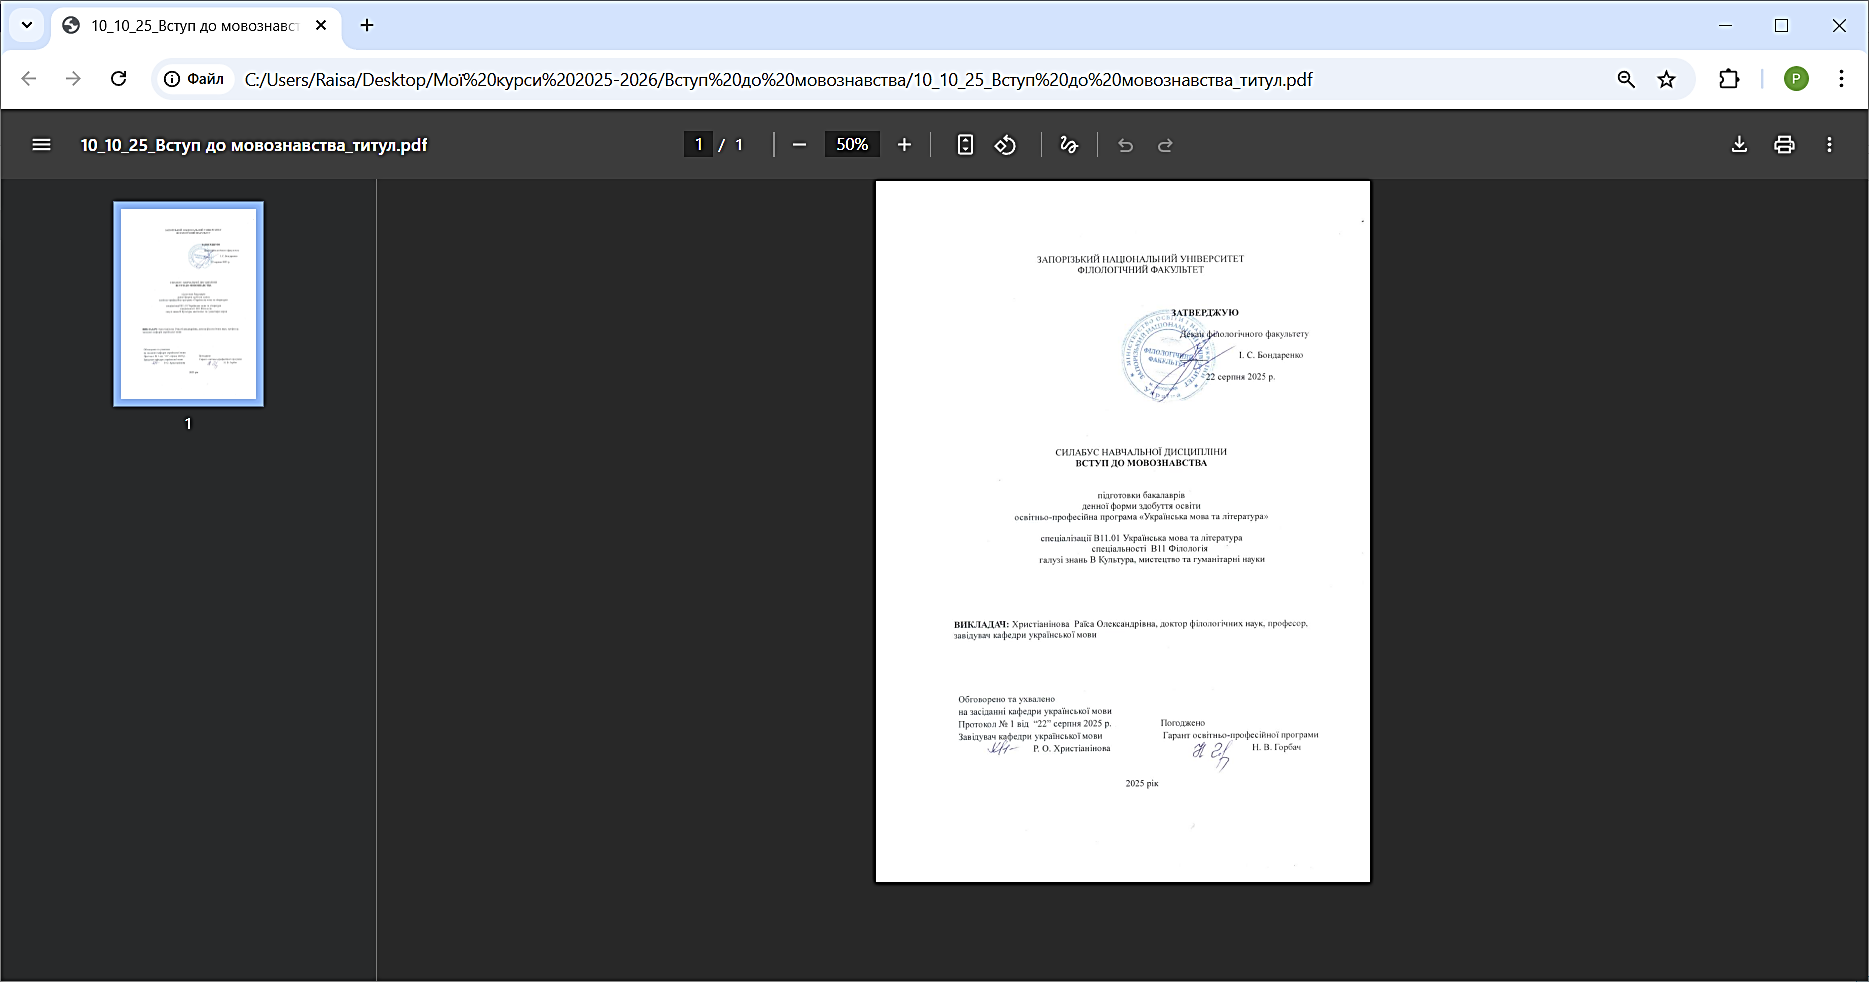 10_10_25_Вступ до мовознавст
Файл
C:/Users/Raisa/Desktop/Мої%20курси%202025-2026/Вступ%20до%20мовознавства/10_10_25_Вступ%20до%20мовознавства_титул.pdf
Р
10_10_25_Вступ до мовознавства_титул.pdf
1 / 1
50%
1
ЗАПОРІЗЬКИЙ НАЦІОНАЛЬНИЙ УНІВЕРСИТЕТ
ФІЛОЛОГІЧНИЙ ФАКУЛЬТЕТ
ЗАТВЕРДЖУЮ
Декан філологічного факультету
І. С. Бондаренко
22 серпня 2025 р.
ФІЛОЛОГІЧНИЙ
ФАКУЛЬТЕТ
СИЛАБУС НАВЧАЛЬНОЇ ДИСЦИПЛІНИ
ВСТУП ДО МОВОЗНАВСТВА
підготовки бакалаврів
денної форми здобуття освіти
освітньо-професійна програма «Українська мова та література»
спеціалізації В11.01 Українська мова та література
спеціальності В11 Філологія
галузі знань В Культура, мистецтво та гуманітарні науки
ВИКЛАДАЧ: Христіанінова Раїса Олександрівна, доктор філологічних наук, професор,
завідувач кафедри української мови
Обговорено та ухвалено
на засіданні кафедри української мови
Протокол № 1 від “22” серпня 2025 р.
Завідувач кафедри української мови
Р. О. Христіанінова
Погоджено
Гарант освітньо-професійної програми
Н. В. Горбач
2025 рік